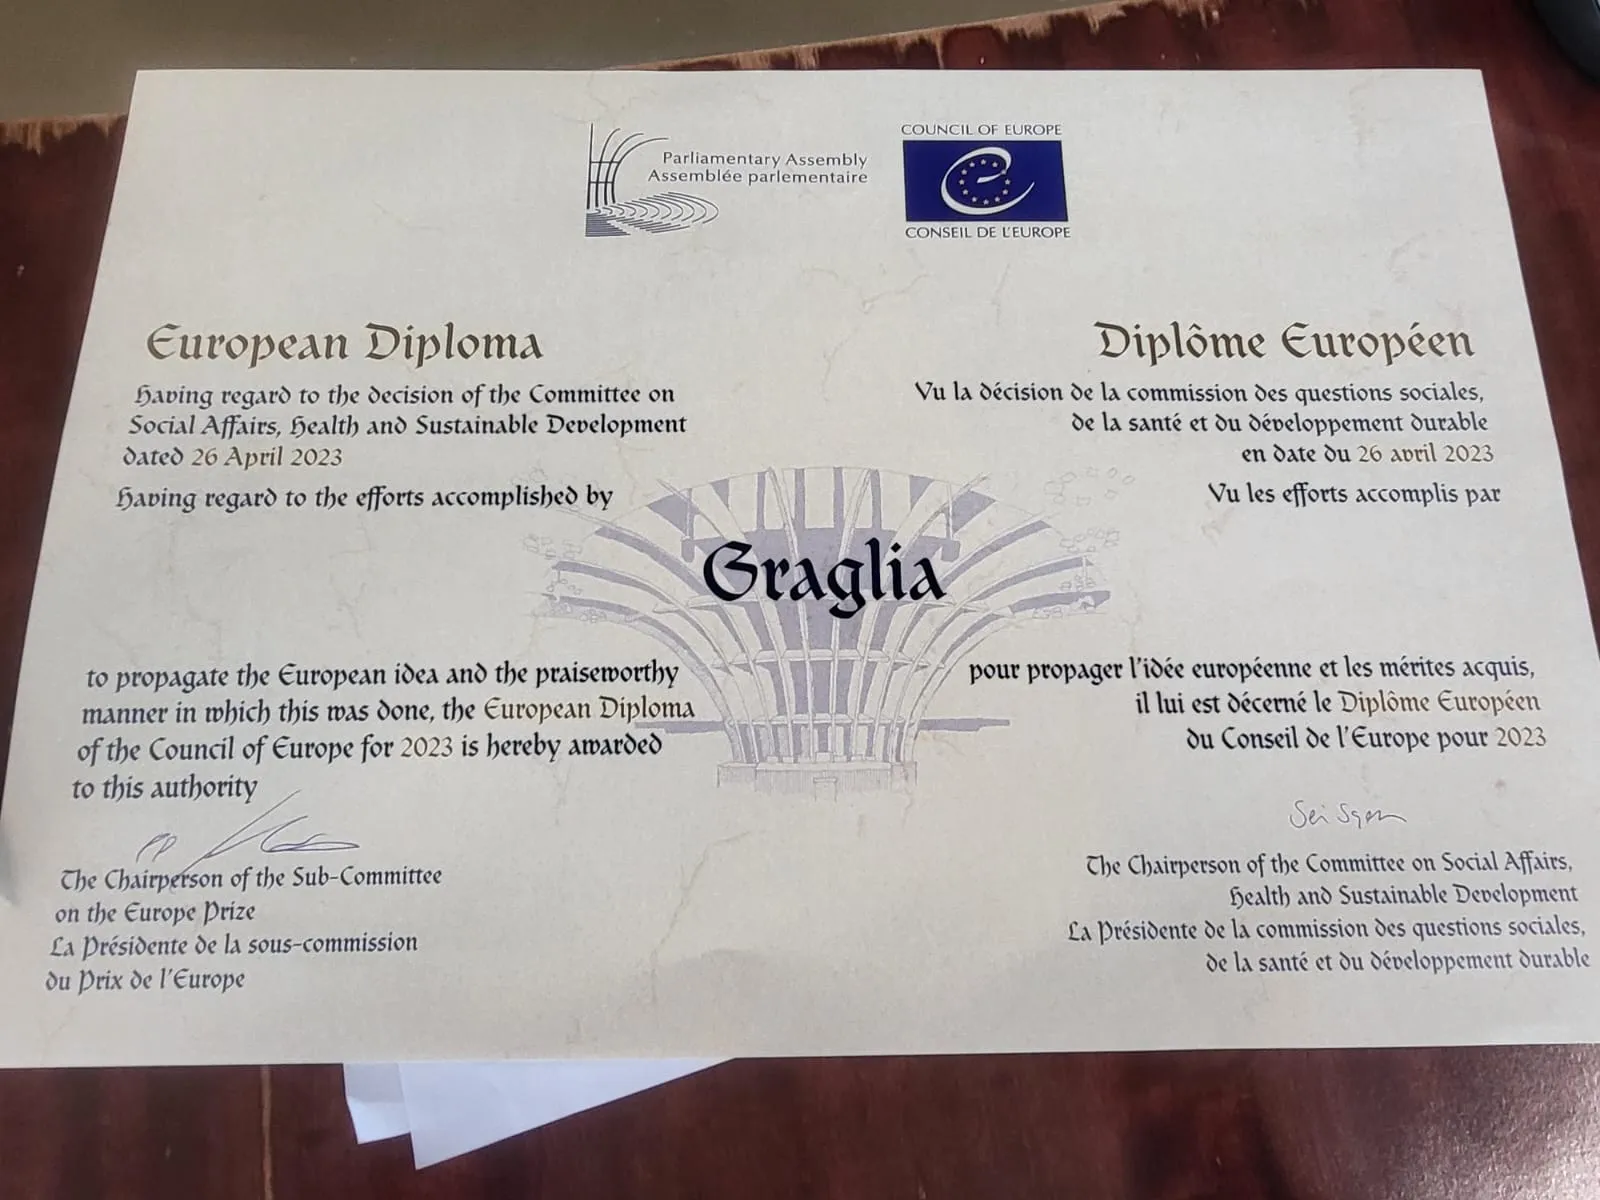 Parliamentary Assembly
Assemblée parlementaire
COUNCIL OF EUROPE
CONSEIL DE L'EUROPE
European Diploma
Having regard to the decision of the Committee on
Social Affairs, Health and Sustainable Development
dated 26 April 2023
Having regard to the efforts accomplished by
Diplôme Européen
Vu la décision de la commission des questions sociales,
de la santé et du développement durable
en date du 26 avril 2023
Vu les efforts accomplis par
Graglia
to propagate the European idea and the praiseworthy
manner in which this was done, the European Diploma
of the Council of Europe for 2023 is hereby awarded
to this authority
pour propager l'idée européenne et les mérites acquis,
il lui est décerné le Diplôme Européen
du Conseil de l'Europe pour 2023
pp
The Chairperson of the Sub-Committee
on the Europe Prize
La Présidente de la sous-commission
du Prix de l'Europe
The Chairperson of the Committee on Social Affairs,
Health and Sustainable Development
La Présidente de la commission des questions sociales,
de la santé et du développement durable